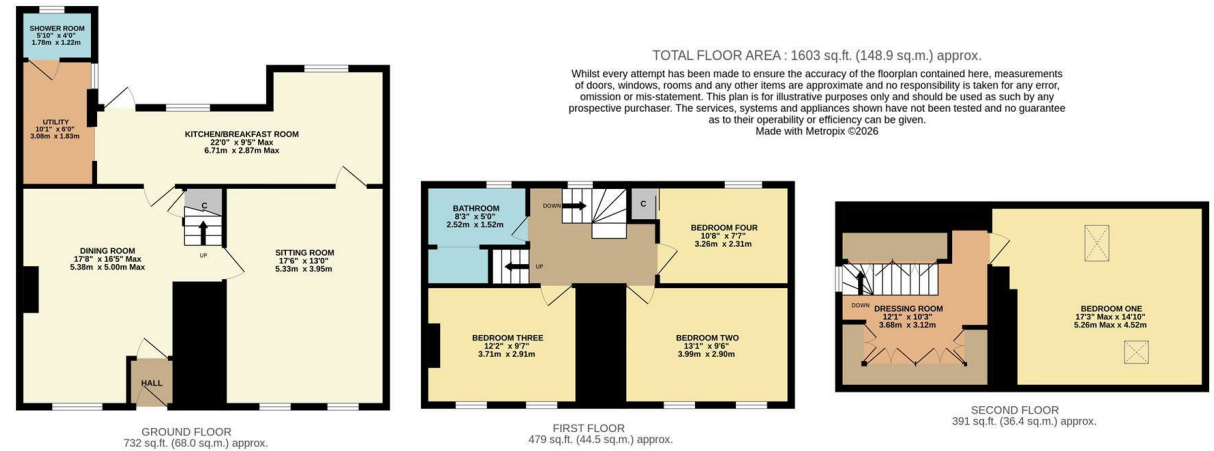 TOTAL FLOOR AREA : 1603 sq.ft. (148.9 sq.m.) approx.
Whilst every attempt has been made to ensure the accuracy of the floorplan contained here, measurements
of doors, windows, rooms and any other items are approximate and no responsibility is taken for any error,
omission or mis-statement. This plan is for illustrative purposes only and should be used as such by any
prospective purchaser. The services, systems and appliances shown have not been tested and no guarantee
as to their operability or efficiency can be given.
Made with Metropix ©2026
SHOWER ROOM
5'10" x 4'0"
1.78m x 1.22m
UTILITY
10'1" x 6'0"
3.08m x 1.83m
KITCHEN/BREAKFAST ROOM
22'0" x 9'5" Max
6.71m x 2.87m Max
C
UP
DINING ROOM
17'8" x 16'5" Max
5.38m x 5.00m Max
SITTING ROOM
17'6" x 13'0"
5.33m x 3.95m
HALL
GROUND FLOOR
732 sq.ft. (68.0 sq.m.) approx.
BATHROOM
8'3" x 5'0"
2.52m x 1.52m
DOWN
C
BEDROOM FOUR
10'8" x 7'7"
3.26m x 2.31m
UP
BEDROOM THREE
12'2" x 9'7"
3.71m x 2.91m
BEDROOM TWO
13'1" x 9'6"
3.99m x 2.90m
FIRST FLOOR
479 sq.ft. (44.5 sq.m.) approx.
DOWN
DRESSING ROOM
12'1" x 10'3"
3.68m x 3.12m
BEDROOM ONE
17'3" Max x 14'10"
5.26m Max x 4.52m
SECOND FLOOR
391 sq.ft. (36.4 sq.m.) approx.